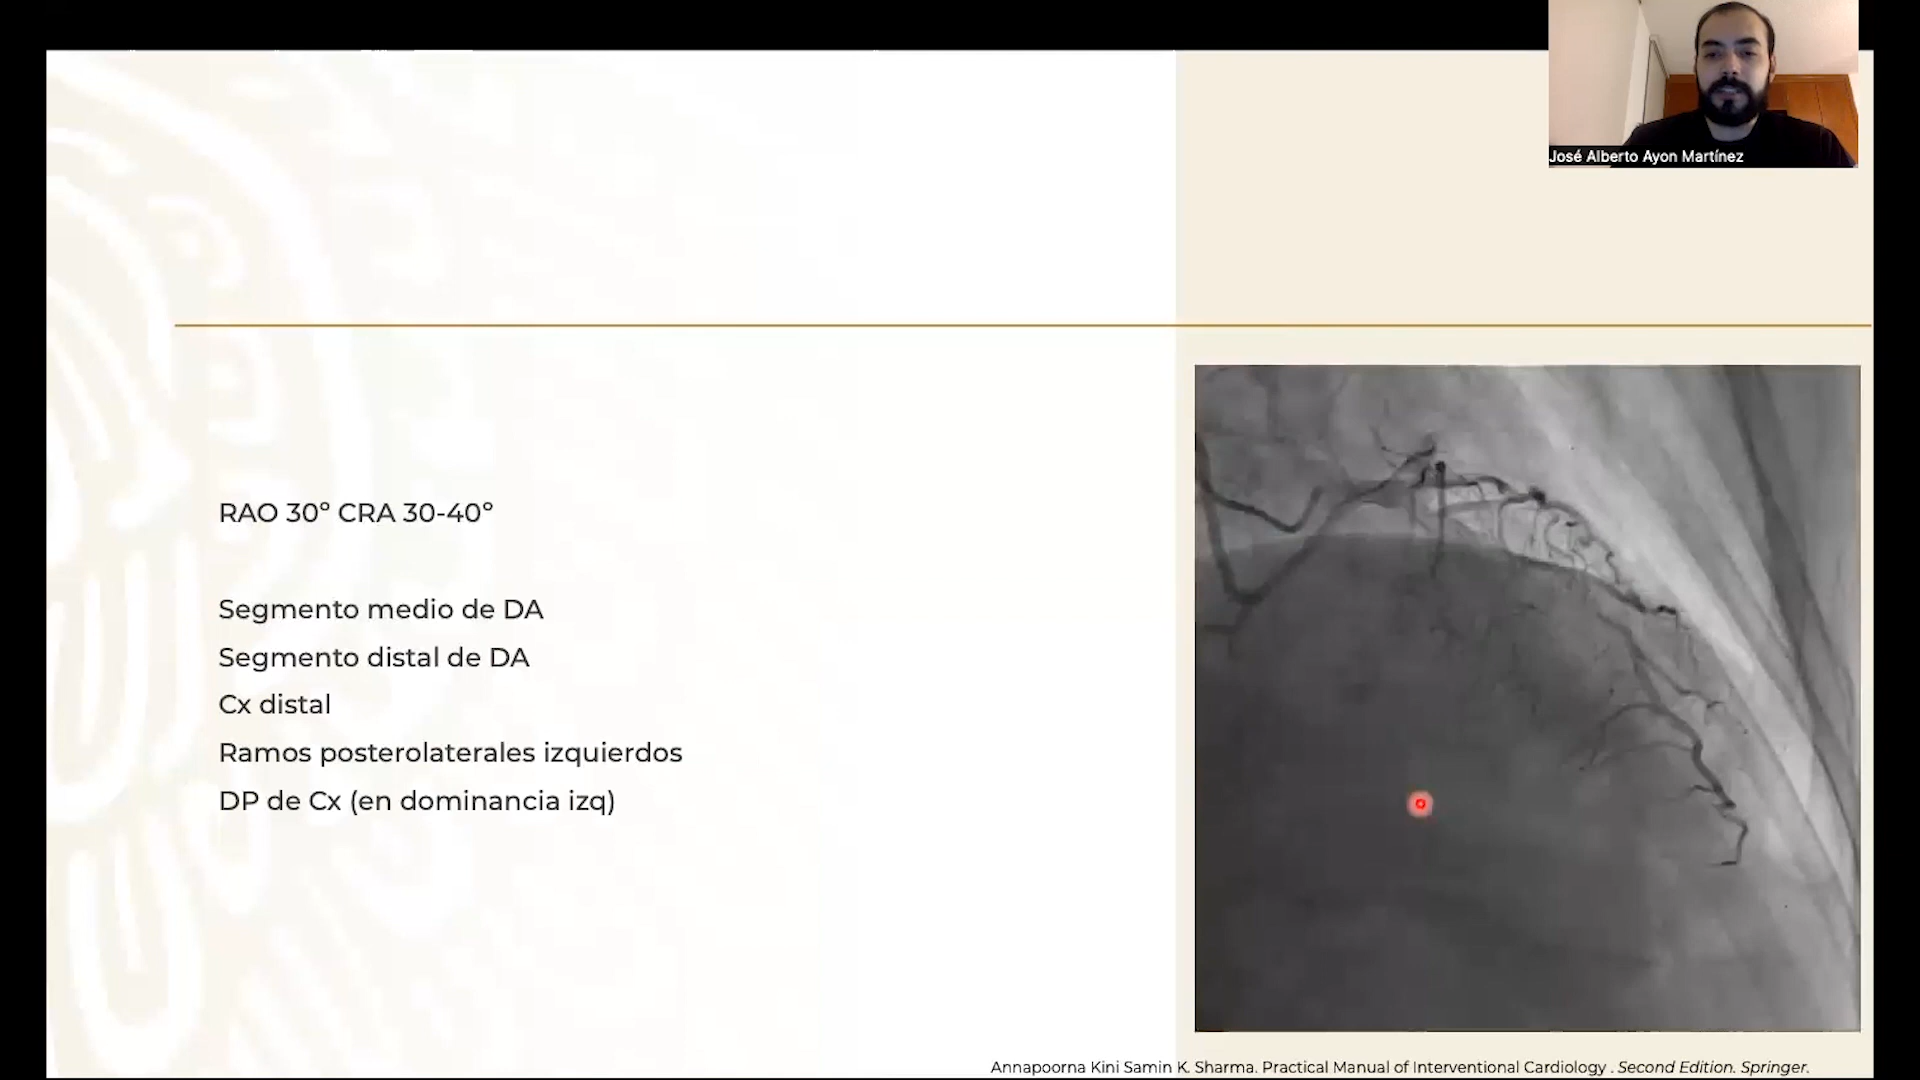 José Alberto Ayon Martínez
RAO 30º CRA 30-40º
Segmento medio de DA
Segmento distal de DA
Cx distal
Ramos posterolaterales izquierdos
DP de Cx (en dominancia izq)
Annapoorna Kini Samin K. Sharma. Practical Manual of Interventional Cardiology . Second Edition. Springer.